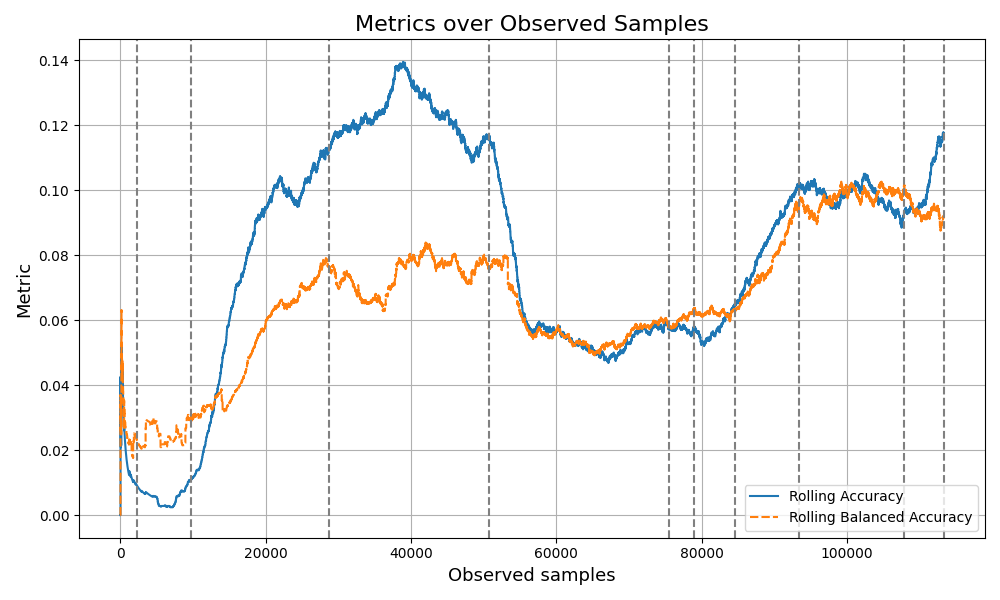 Metrics over Observed Samples
0.14
0.12
0.10
0.08
0.06
0.04
0.02
0.00
Metric
0
20000
40000
60000
80000
100000
Observed samples
Rolling Accuracy
Rolling Balanced Accuracy